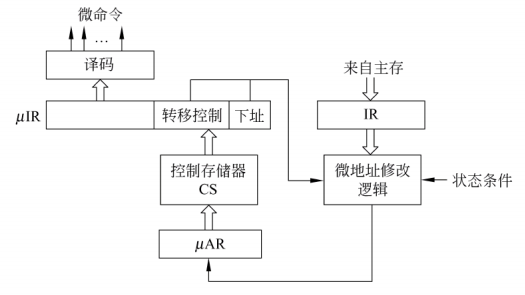 微命令
…
译码
来自主存
μIR
转移控制
下址
IR
控制存储器
CS
微地址修改
逻辑
状态条件
μAR